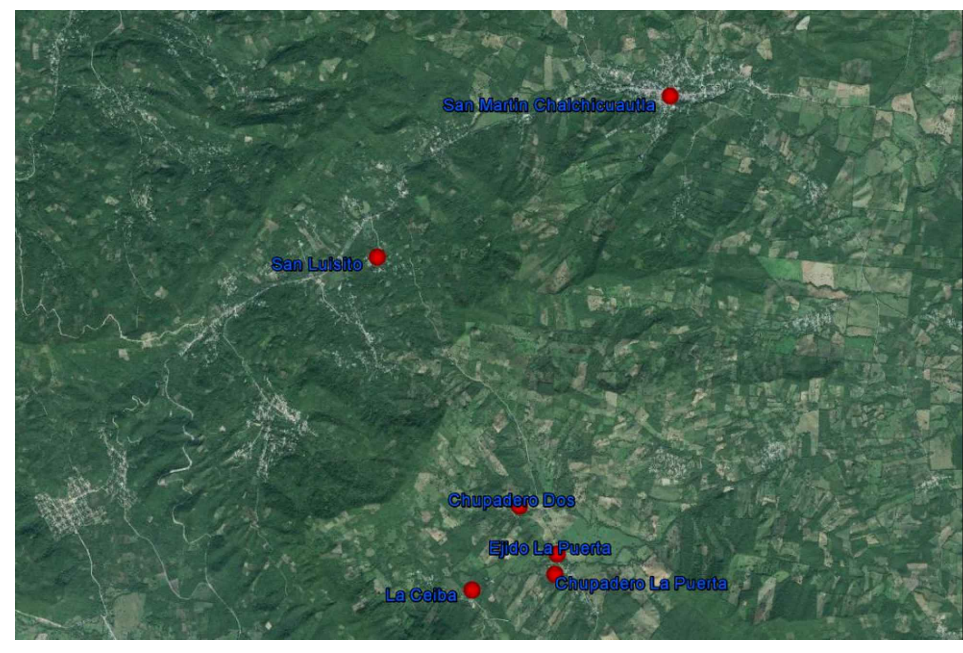 San Martin Chalchicuautla
San Luisito
Chupadero Dos
Ejido La Puerta
Chupadero La Puerta
La Ceiba